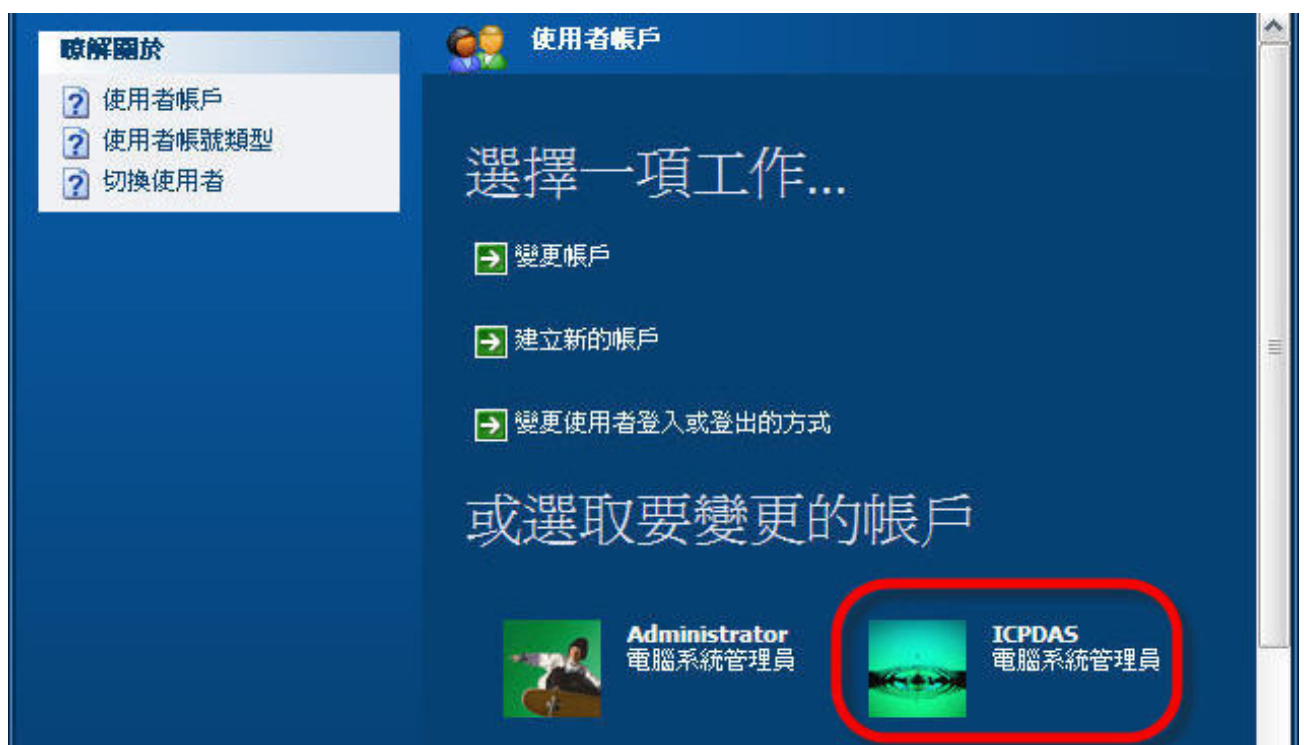 瞭解關於
使用者帳戶
使用者帳號類型
切換使用者
使用者帳戶
選擇一項工作...
變更帳戶
建立新的帳戶
變更使用者登入或登出的方式
或選取要變更的帳戶
Administrator
電腦系統管理員
ICPDAS
電腦系統管理員